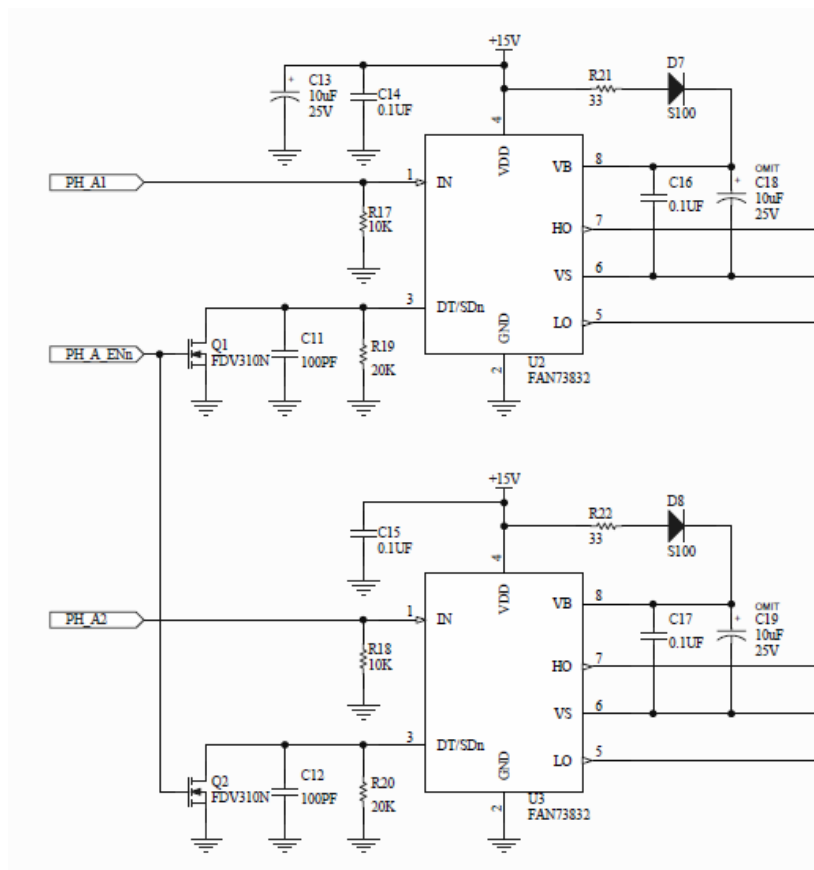 +15V
C13
10uF
25V
C14
0.1UF
R21
33
D7
S100
4
VDD
PH_A1
1
IN
VB
8
OMIT
C18
10uF
25V
C16
0.1UF
R17
10K
HO
7
VS
6
3
DT/SDn
LO
5
GND
2
U2
FAN73832
PH_A_ENn
Q1
FDV310N
C11
100PF
R19
20K
+15V
C15
0.1UF
R22
33
D8
S100
4
VDD
PH_A2
1
IN
VB
8
OMIT
C19
10uF
25V
C17
0.1UF
R18
10K
HO
7
VS
6
3
DT/SDn
LO
5
GND
2
U3
FAN73832
Q2
FDV310N
C12
100PF
R20
20K